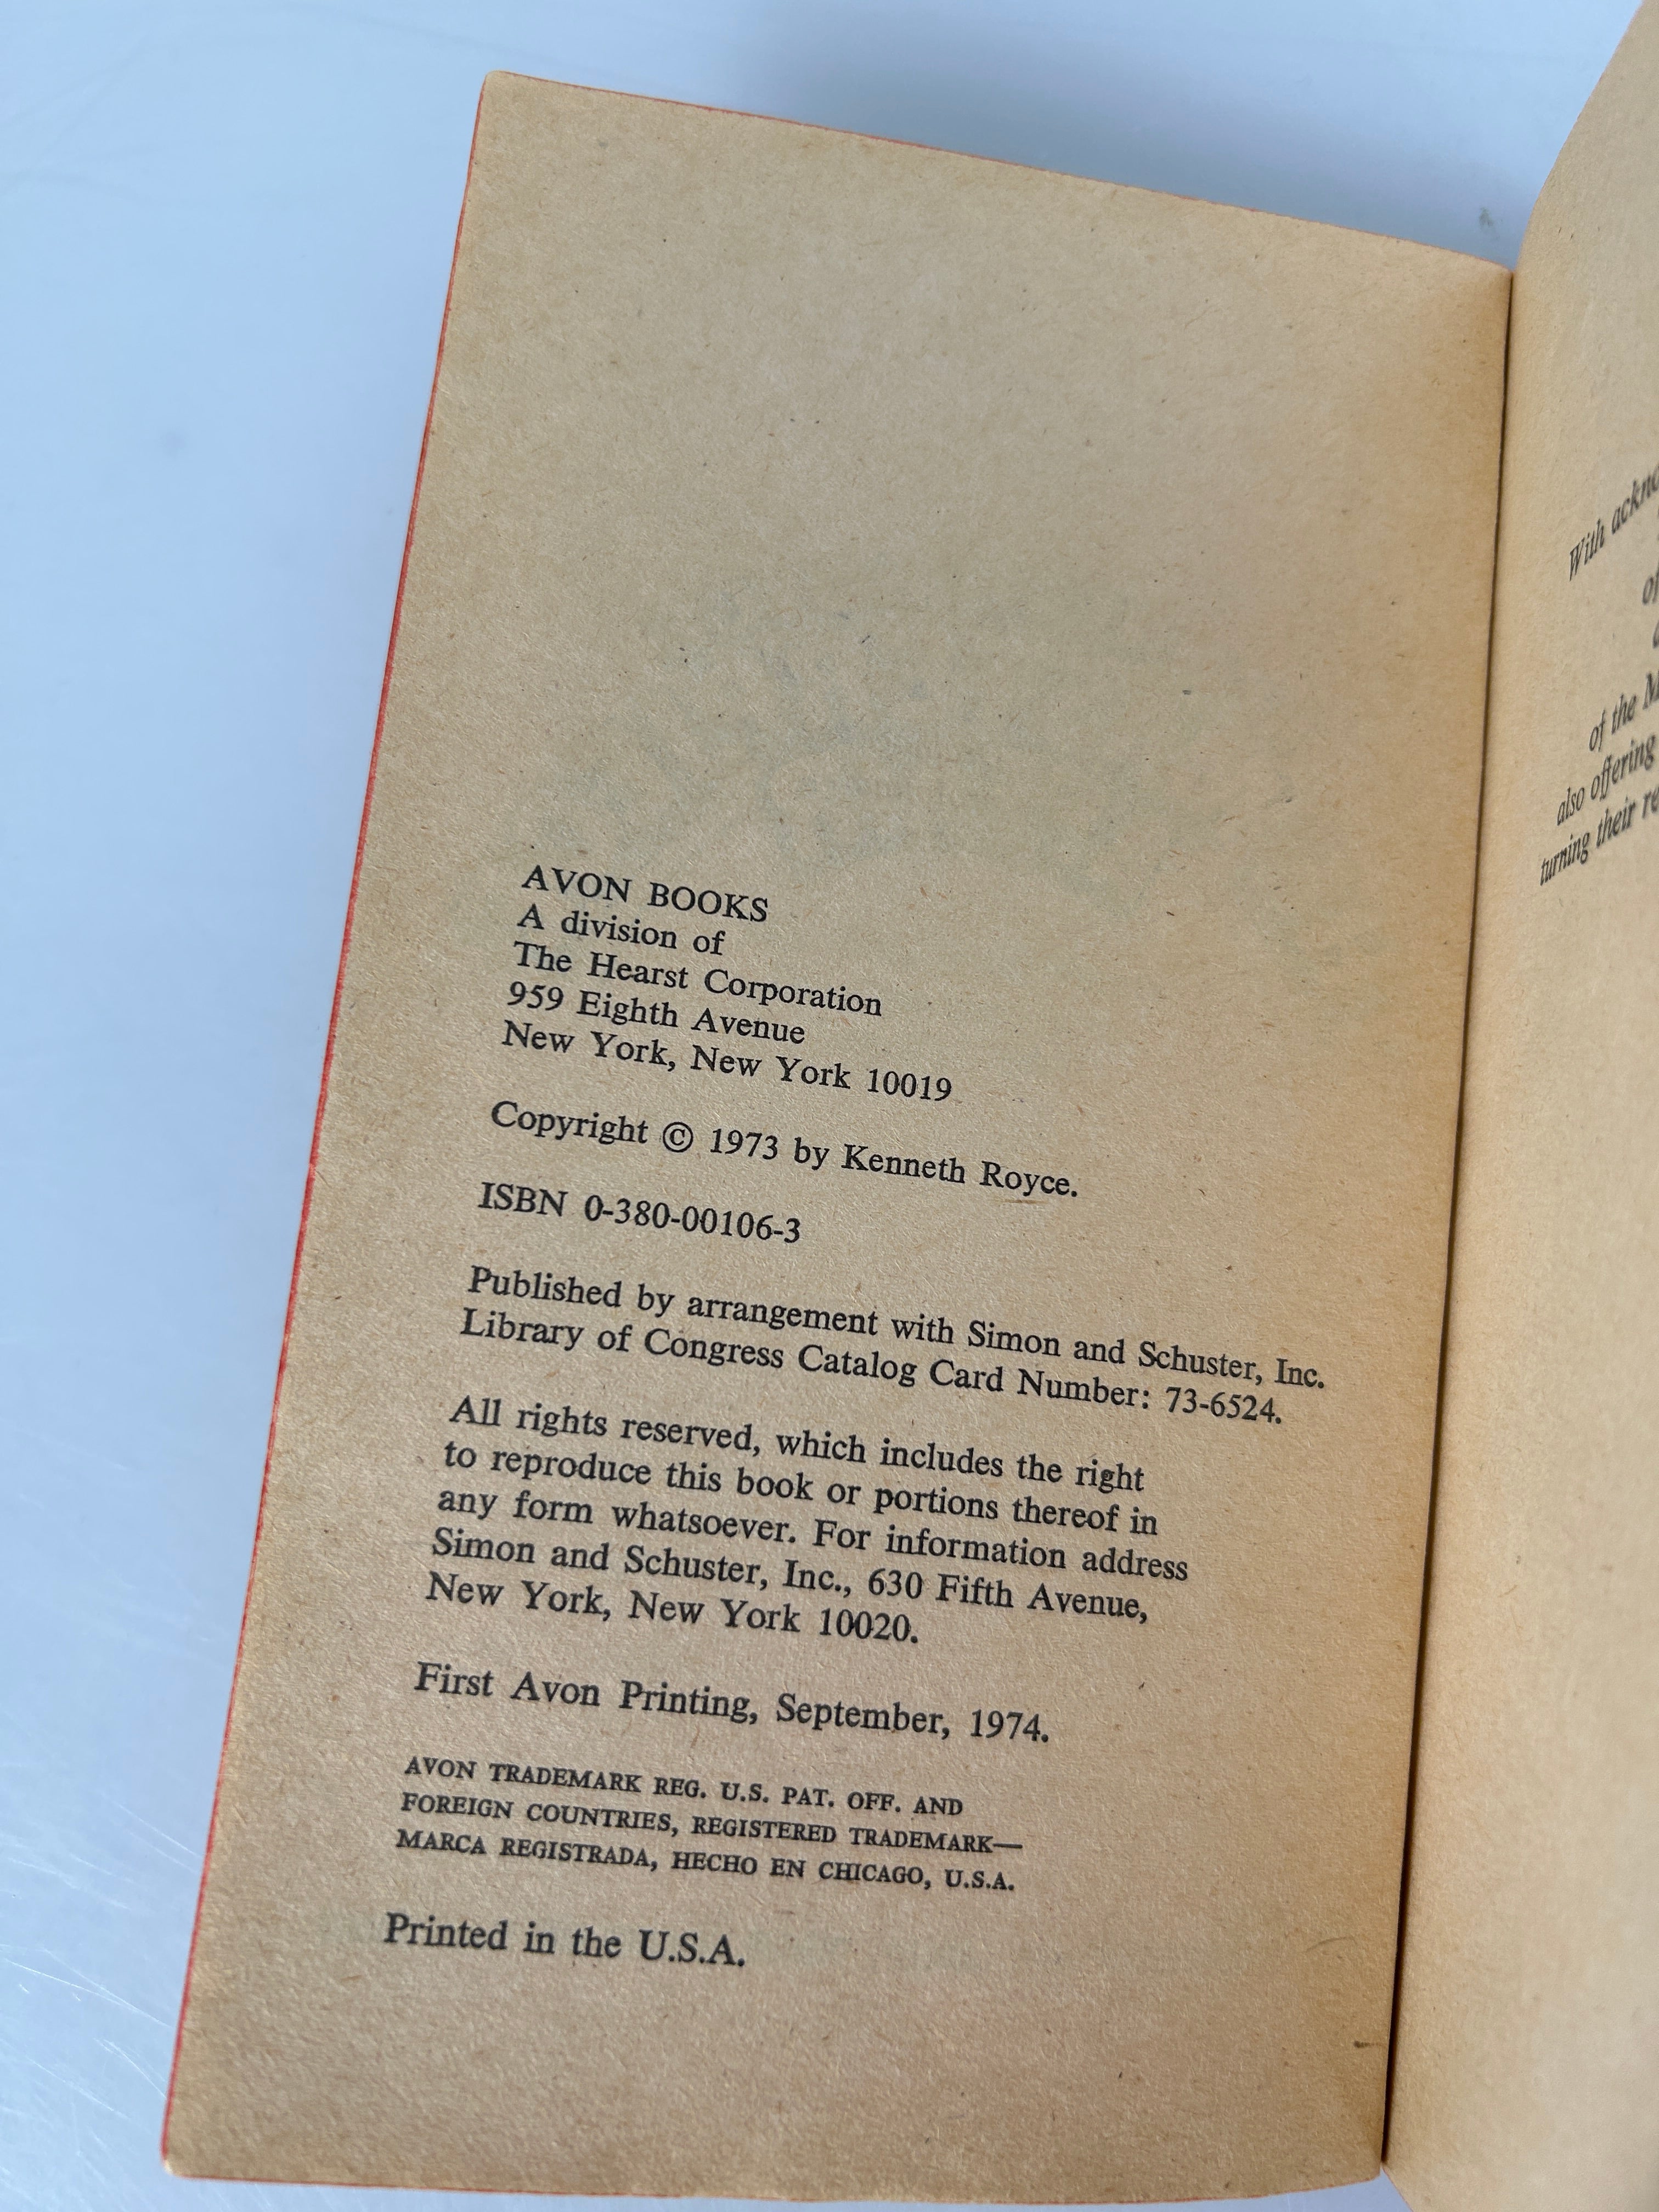 AVON BOOKS
A division of
The Hearst Corporation
959 Eighth Avenue
New York, New York 10019
Copyright © 1973 by Kenneth Royce.
ISBN 0-380-00106-3
Published by arrangement with Simon and Schuster, Inc.
Library of Congress Catalog Card Number: 73-6524.
All rights reserved, which includes the right
to reproduce this book or portions thereof in
any form whatsoever. For information address
Simon and Schuster, Inc., 630 Fifth Avenue,
New York, New York 10020.
First Avon Printing, September, 1974.
AVON TRADEMARK REG. U.S. PAT. OFF. AND
FOREIGN COUNTRIES, REGISTERED TRADEMARK—
MARCA REGISTRADA, HECHO EN CHICAGO, U.S.A.
Printed in the U.S.A.
With
of the
also offering
turning their